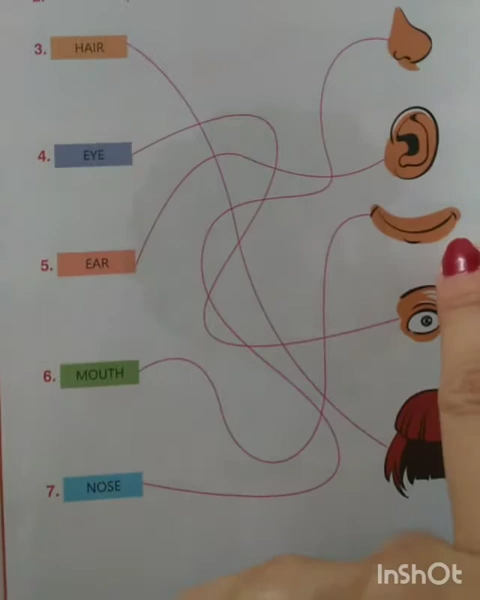 3. HAIR
4. EYE
5. EAR
6. MOUTH
7. NOSE
InShOt